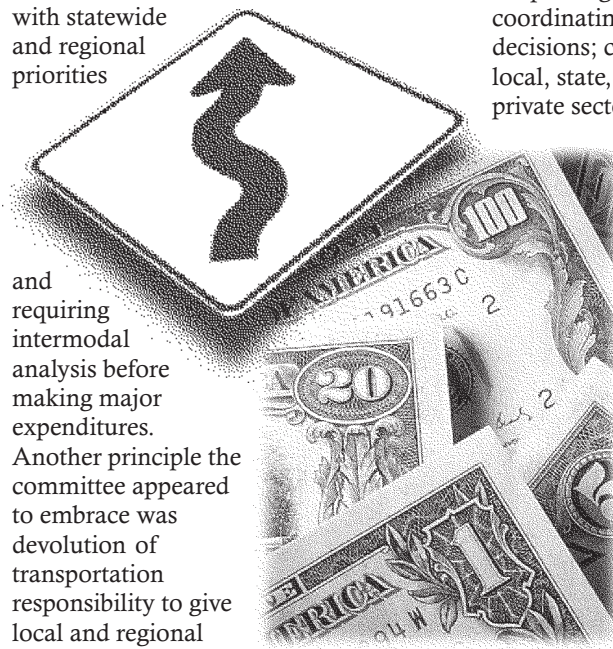 with statewide
and regional
priorities
and
requiring
intermodal
analysis before
making major
expenditures.
Another principle the
committee appeared
to embrace was
devolution of
transportation
responsibility to give
local and regional
coordinatin
decisions; c
local, state,
private secto
100
AMERICA
91663 C
2
20
2
1
ERICA
04 W